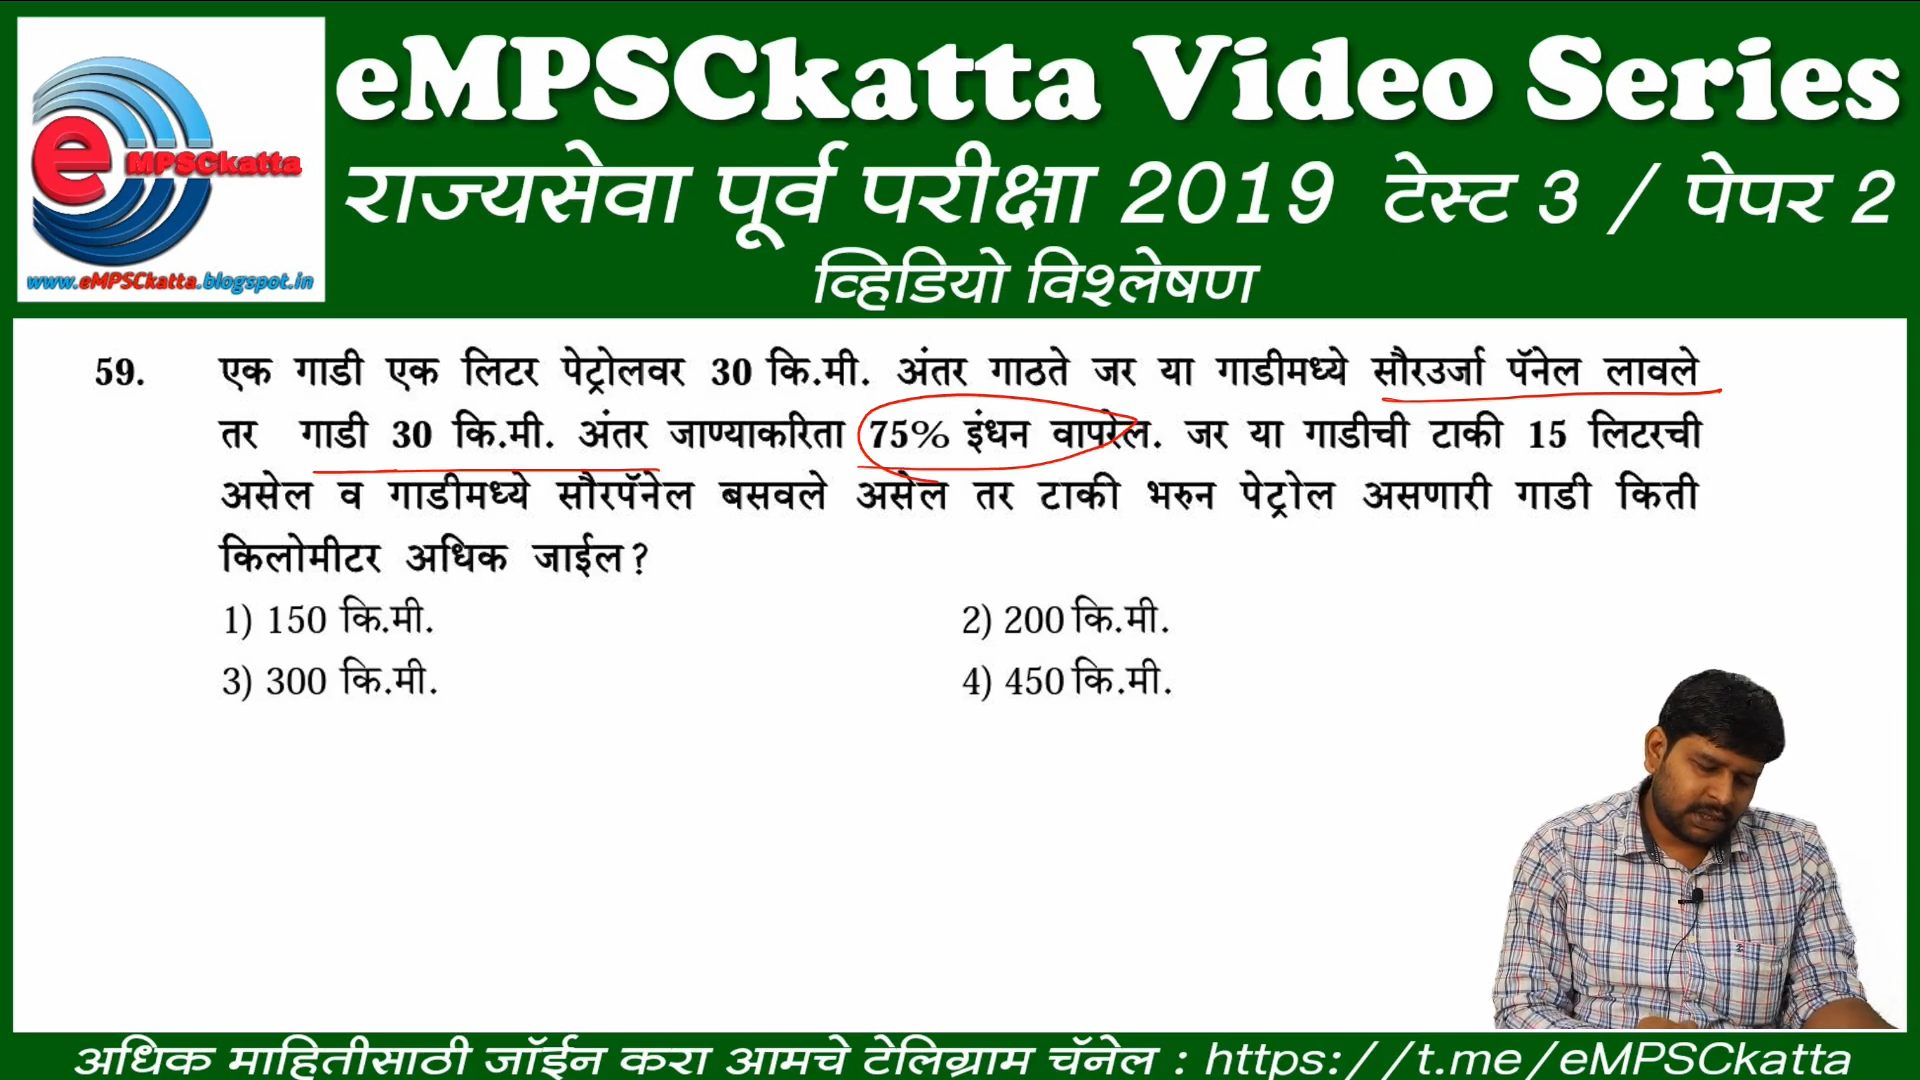 eMPSCkatta Video Series
राज्यसेवा पूर्व परीक्षा 2019 टेस्ट 3 / पेपर 2
व्हिडियो विश्लेषण
e MPSCkatta
www.eMPSCkatta.blogspot.in
59. एक गाडी एक लिटर पेट्रोलवर 30 कि.मी. अंतर गाठते जर या गाडीमध्ये सौरउर्जा पॅनेल लावले
तर गाडी 30 कि.मी. अंतर जाण्याकरिता 75% इंधन वापरेल. जर या गाडीची टाकी 15 लिटरची
असेल व गाडीमध्ये सौरपॅनेल बसवले असेल तर टाकी भरुन पेट्रोल असणारी गाडी किती
किलोमीटर अधिक जाईल?
1) 150 कि.मी. 2) 200 कि.मी.
3) 300 कि.मी. 4) 450 कि.मी.
अधिक माहितीसाठी जॉईन करा आमचे टेलिग्राम चॅनेल : https://t.me/eMPSCkatta